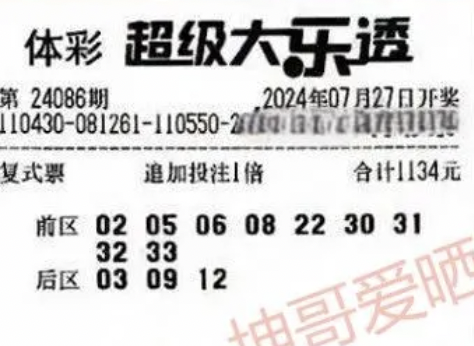 体彩 超级大乐透
第 24086期 2024年07月27日开奖
110430-081261-110550-2
复式票 追加投注1倍 合计1134元
前区 02 05 06 08 22 30 31
32 33
后区 03 09 12
坤哥爱晒